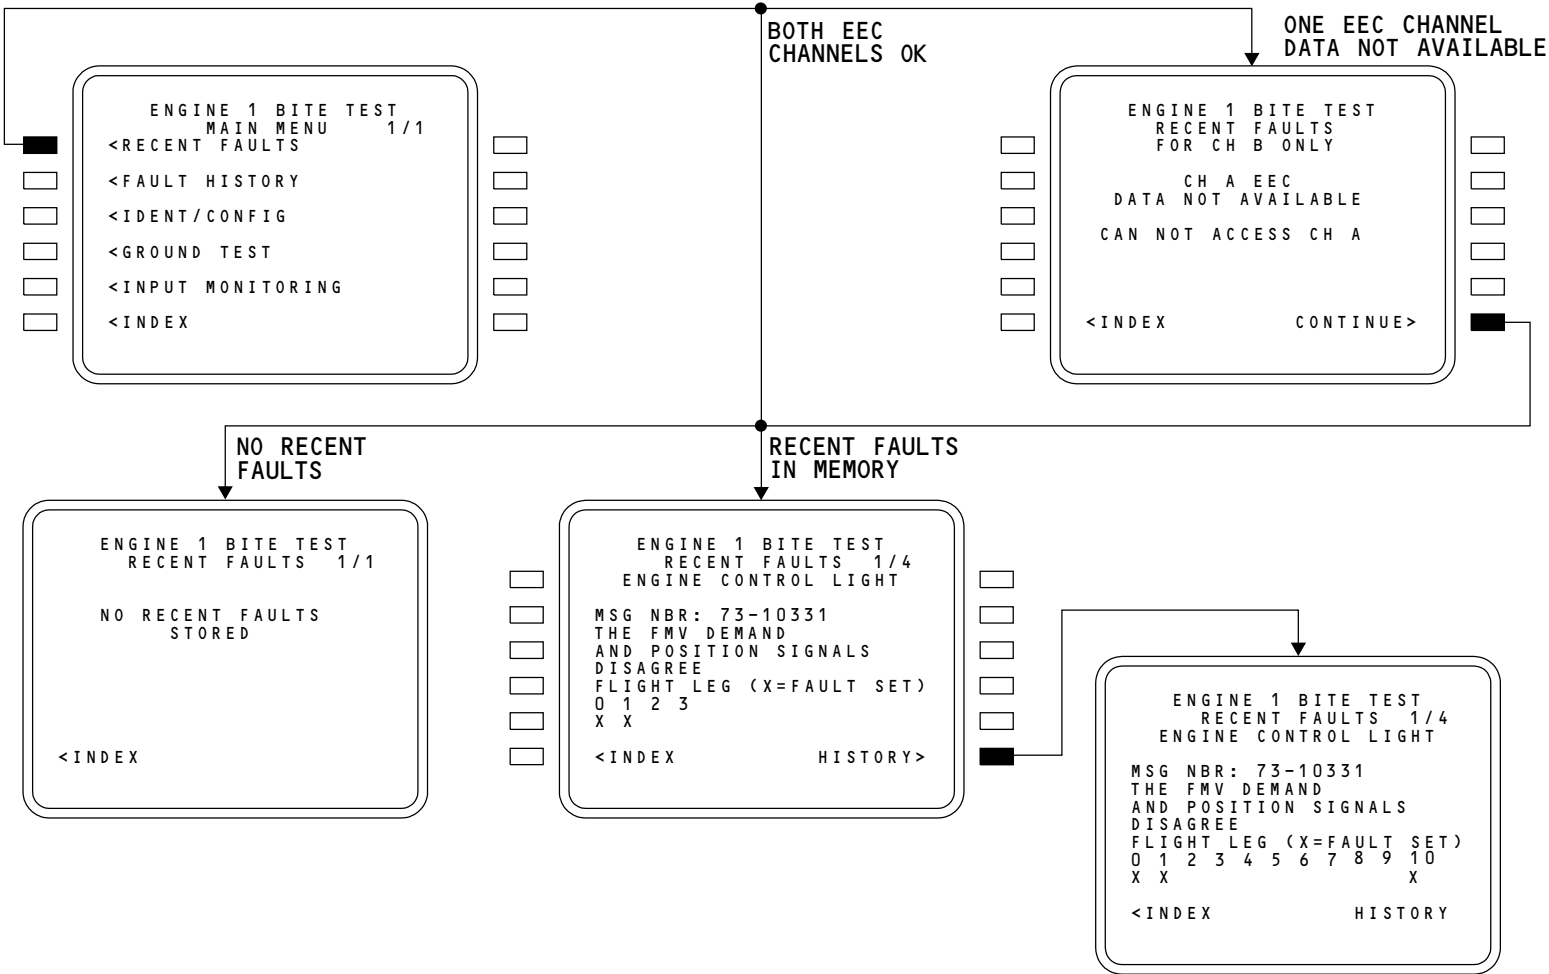 BOTH EEC
CHANNELS OK
ONE EEC CHANNEL
DATA NOT AVAILABLE
ENGINE 1 BITE TEST
MAIN MENU 1/1
<RECENT FAULTS
<FAULT HISTORY
<IDENT/CONFIG
<GROUND TEST
<INPUT MONITORING
<INDEX
ENGINE 1 BITE TEST
RECENT FAULTS
FOR CH B ONLY
CH A EEC
DATA NOT AVAILABLE
CAN NOT ACCESS CH A
<INDEX CONTINUE>
NO RECENT
FAULTS
RECENT FAULTS
IN MEMORY
ENGINE 1 BITE TEST
RECENT FAULTS 1/1
NO RECENT FAULTS
STORED
<INDEX
ENGINE 1 BITE TEST
RECENT FAULTS 1/4
ENGINE CONTROL LIGHT
MSG NBR: 73-10331
THE FMV DEMAND
AND POSITION SIGNALS
DISAGREE
FLIGHT LEG (X=FAULT SET)
0 1 2 3
X X
<INDEX HISTORY>
ENGINE 1 BITE TEST
RECENT FAULTS 1/4
ENGINE CONTROL LIGHT
MSG NBR: 73-10331
THE FMV DEMAND
AND POSITION SIGNALS
DISAGREE
FLIGHT LEG (X=FAULT SET)
0 1 2 3 4 5 6 7 8 9 10
X X X
<INDEX HISTORY